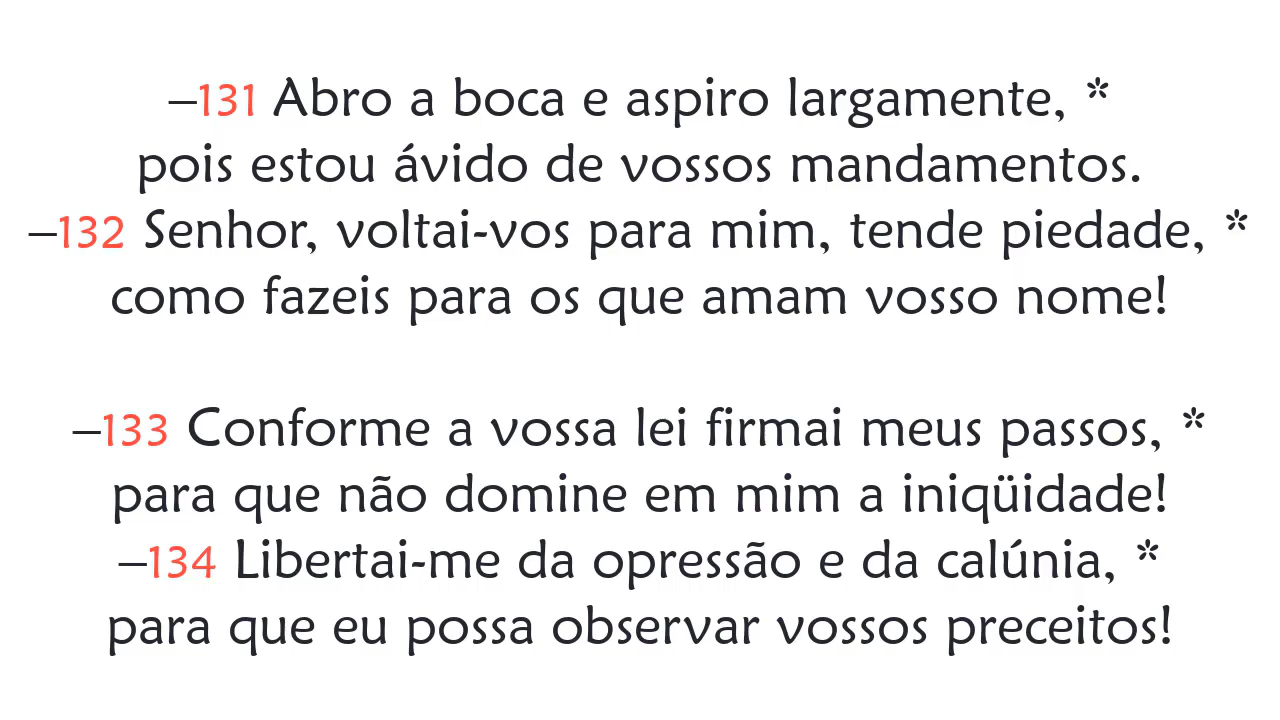 –131 Abro a boca e aspiro largamente, *
pois estou ávido de vossos mandamentos.
–132 Senhor, voltai-vos para mim, tende piedade, *
como fazeis para os que amam vosso nome!
–133 Conforme a vossa lei firmai meus passos, *
para que não domine em mim a iniqüidade!
–134 Libertai-me da opressão e da calúnia, *
para que eu possa observar vossos preceitos!